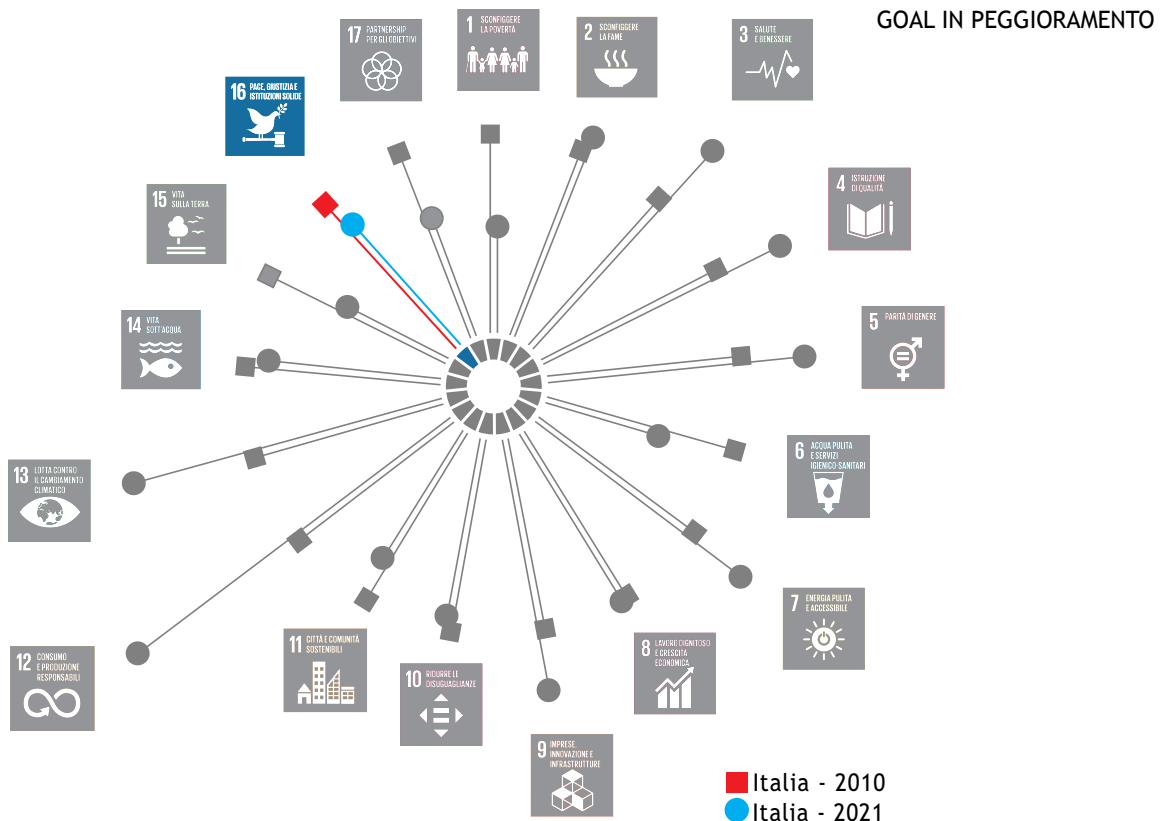 GOAL IN PEGGIORAMENTO
17 PARTNERSHIP
PER GLI OBIETTIVI
1 SCONFIGGERE
LA POVERTÀ
2 SCONFIGGERE
LA FAME
3 SALUTE
E BENESSERE
16 PACE, GIUSTIZIA E
ISTITUZIONI SOLIDE
15 VITA
SULLA TERRA
4 ISTRUZIONE
DI QUALITÀ
14 VITA
SOTT'ACQUA
5 PARITÀ DI GENERE
13 LOTTA CONTRO
IL CAMBIAMENTO
CLIMATICO
6 ACQUA PULITA
E SERVIZI
IGIENICO-SANITARI
12 CONSUMO
E PRODUZIONE
RESPONSABILI
11 CITTÀ E COMUNITÀ
SOSTENIBILI
10 RIDURRE LE
DISUGUAGLIANZE
9 IMPRESE,
INNOVAZIONE E
INFRASTRUTTURE
8 LAVORO DIGNITOSO
E CRESCITA
ECONOMICA
7 ENERGIA PULITA
E ACCESSIBILE
Italia - 2010
Italia - 2021